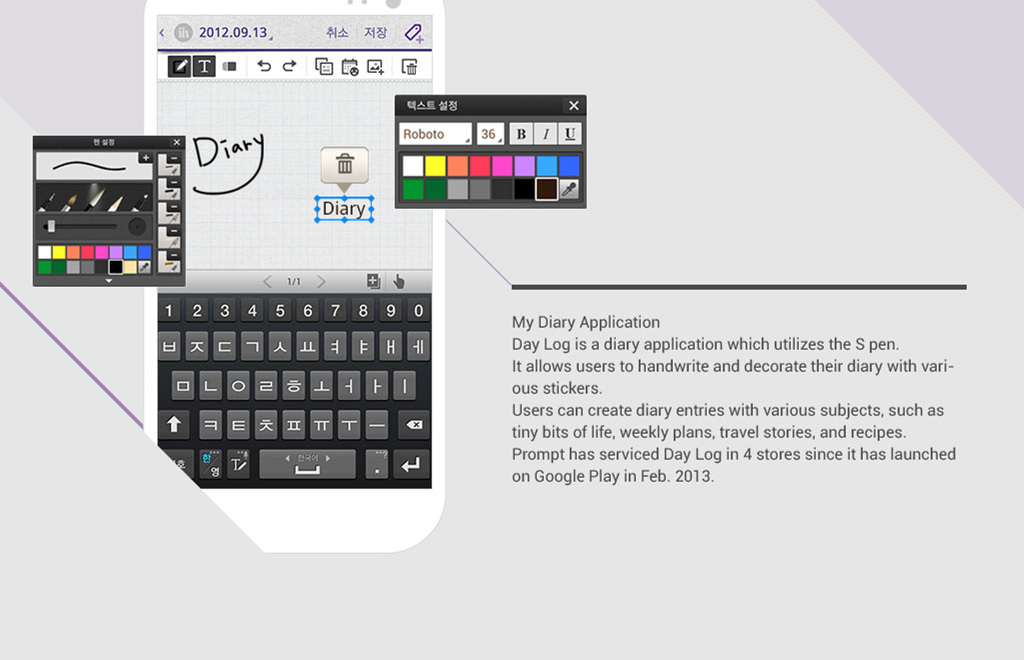 2012.09.13
취소
저장
T
텍스트 설정
Roboto
36
B I U
펜 설정
Diary
Diary
1/1
1 2 3 4 5 6 7 8 9 0
ㅂ ㅈ ㄷ ㄱ ㅅ ㅛ ㅕ ㅑ ㅐ ㅔ
ㅁ ㄴ ㅇ ㄹ ㅎ ㅗ ㅓ ㅏ ㅣ
ㅋ ㅌ ㅊ ㅍ ㅠ ㅜ ㅡ
한/영
T
한국어
.
My Diary Application
Day Log is a diary application which utilizes the S pen.
It allows users to handwrite and decorate their diary with vari-
ous stickers.
Users can create diary entries with various subjects, such as
tiny bits of life, weekly plans, travel stories, and recipes.
Prompt has serviced Day Log in 4 stores since it has launched
on Google Play in Feb. 2013.